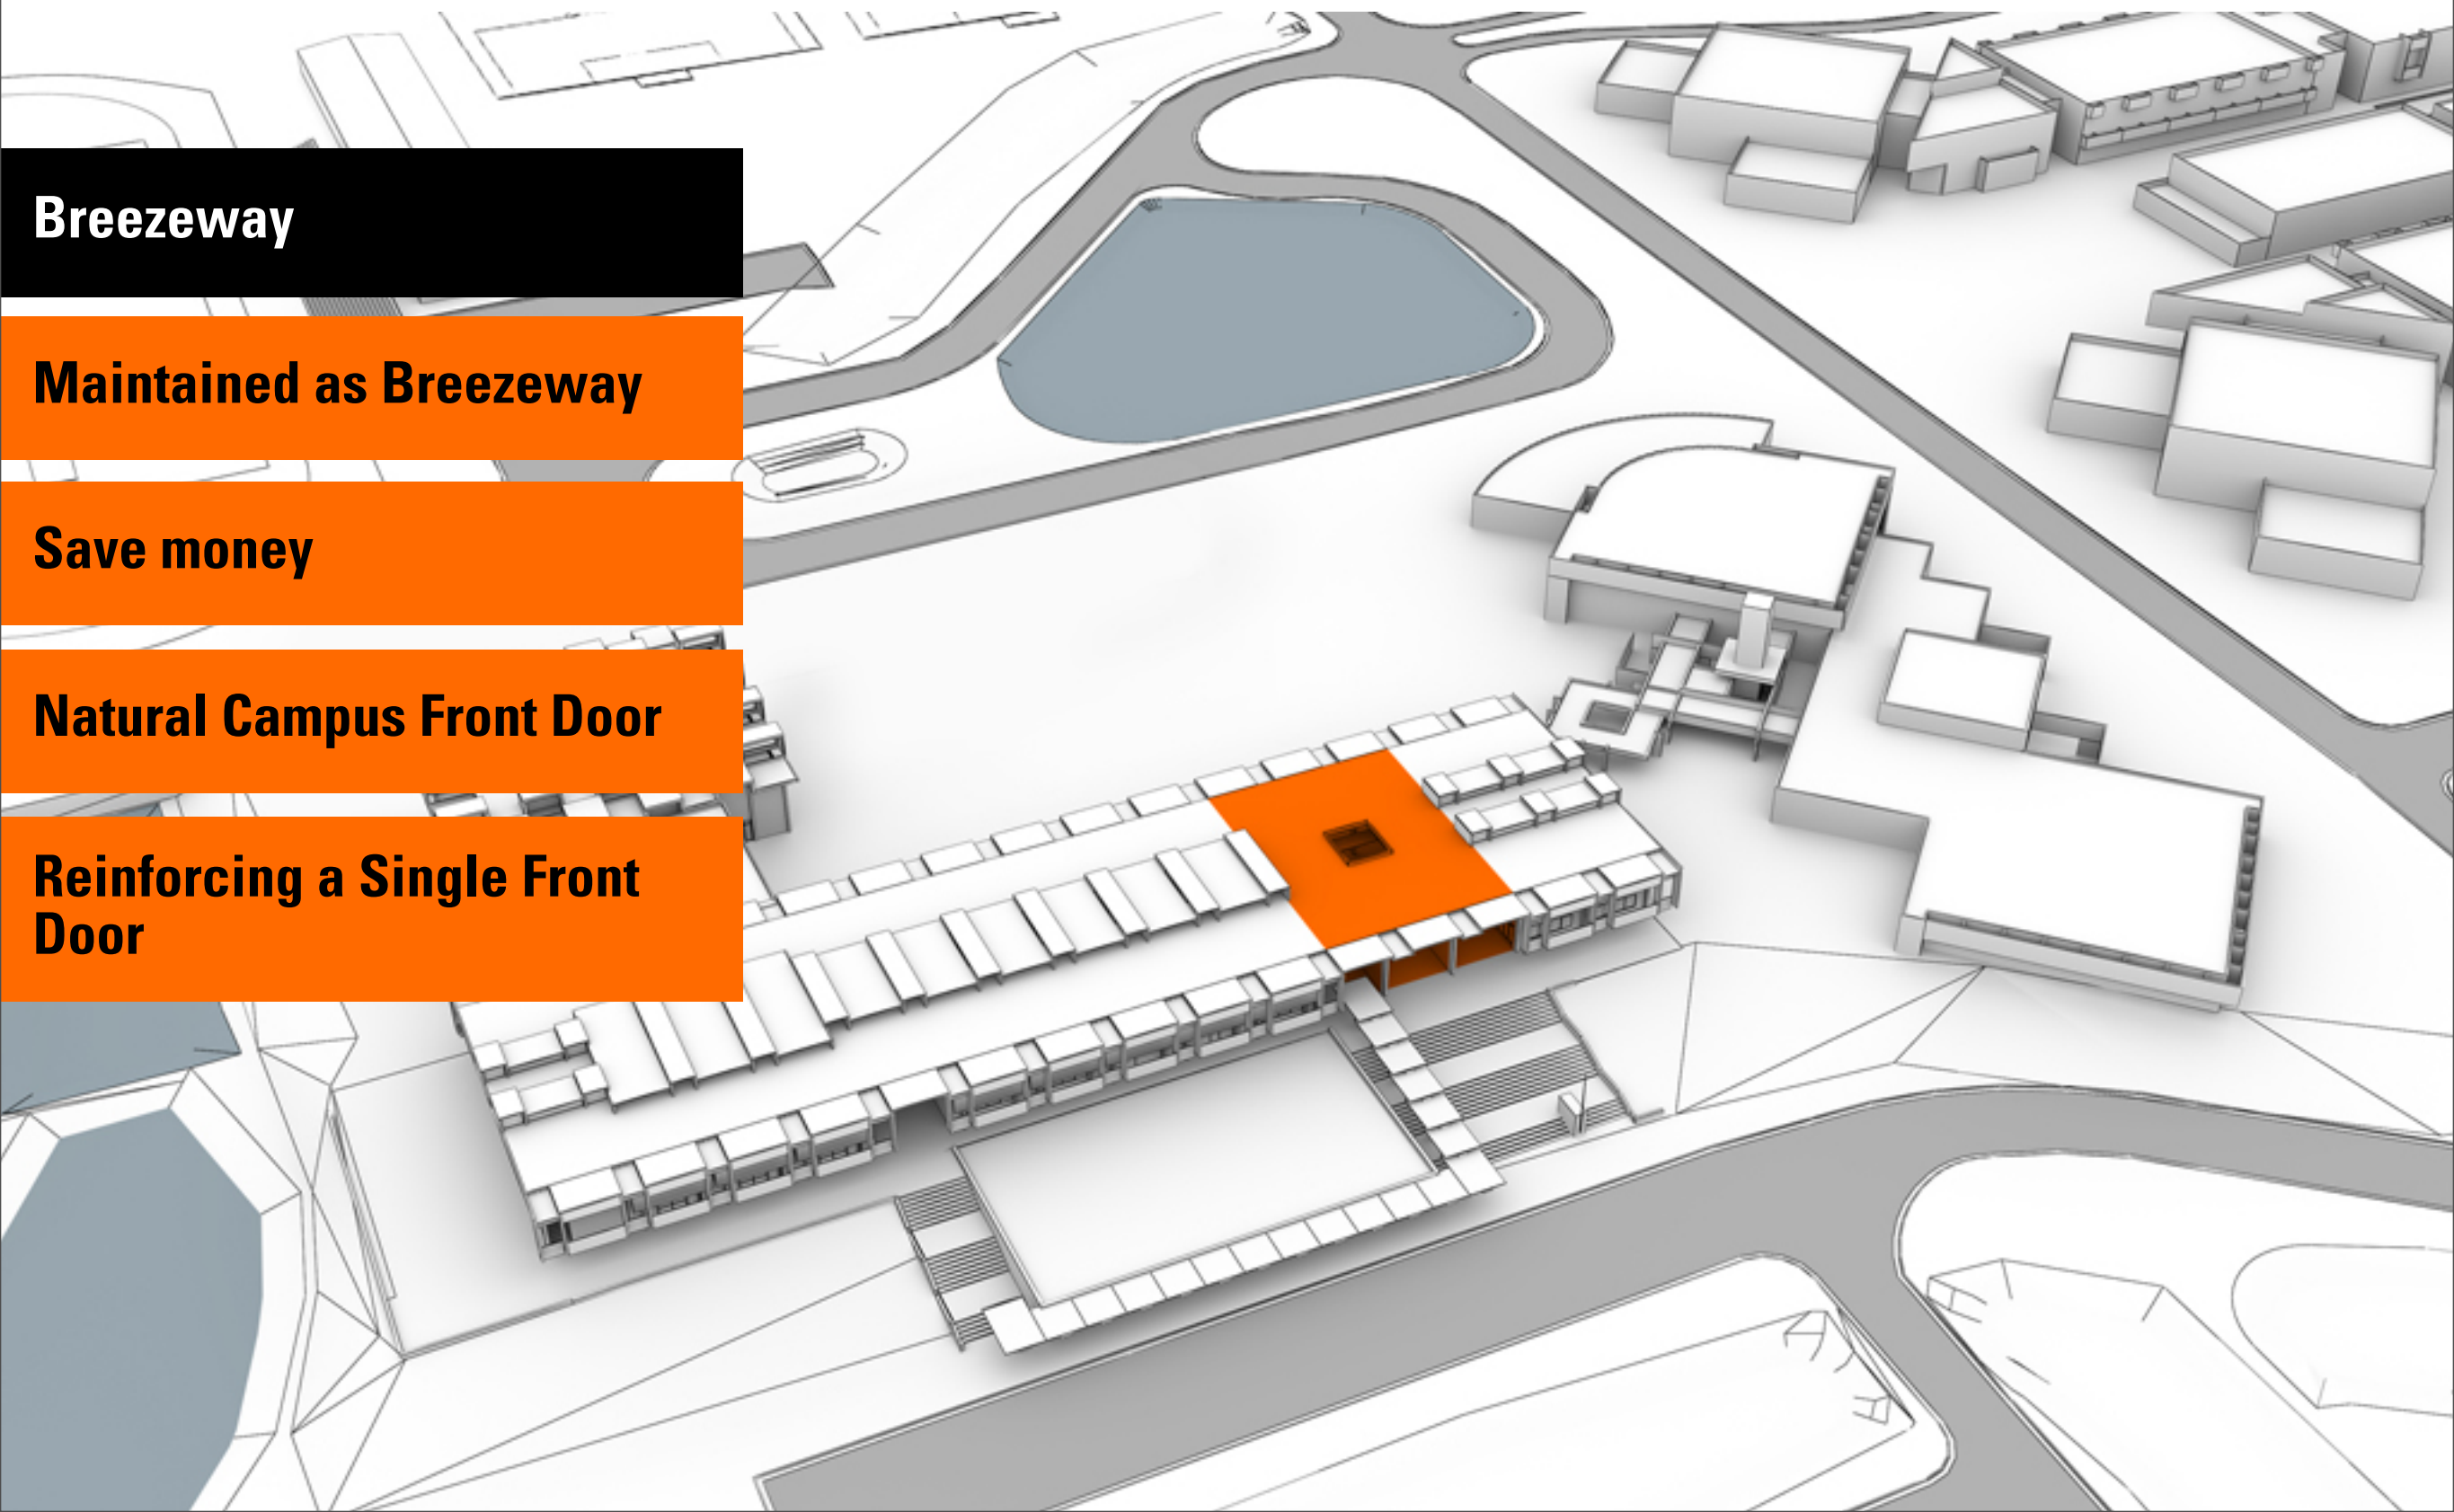 Breezeway
Maintained as Breezeway
Save money
Natural Campus Front Door
Reinforcing a Single Front
Door